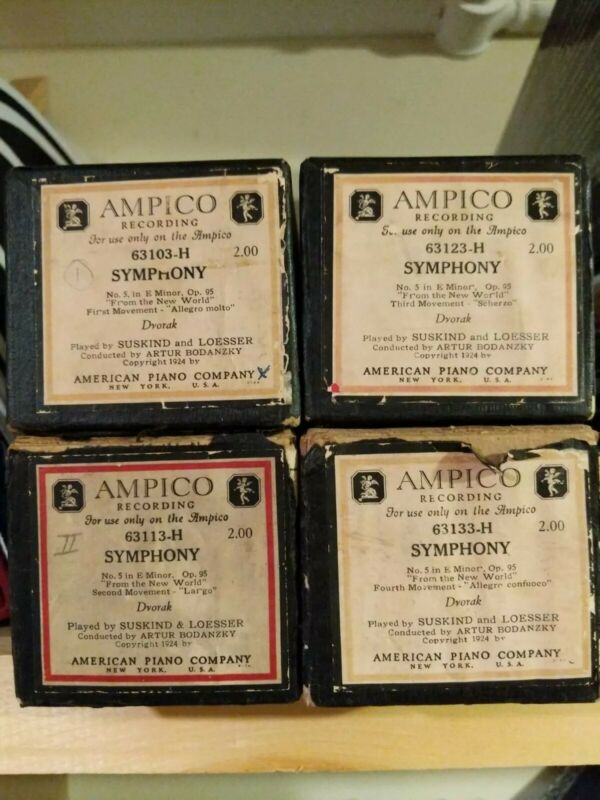 AMPICO
RECORDING
For use only on the Ampico
63103-H 2.00
1
SYMPHONY
No. 5, in E Minor, Op. 95
"From the New World"
First Movement - "Allegro molto"
Dvorak
Played by SUSKIND and LOESSER
Conducted by ARTUR BODANZKY
Copyright 1924 by
AMERICAN PIANO COMPANY X
NEW YORK, U. S. A.
AMPICO
RECORDING
For use only on the Ampico
63123-H 2.00
SYMPHONY
No. 5 in E Minor, Op. 95
"From the New World"
Third Movement - "Scherzo"
Dvorak
Played by SUSKIND and LOESSER
Conducted by ARTUR BODANZKY
Copyright 1924 by
AMERICAN PIANO COMPANY
NEW YORK, U. S. A.
AMPICO
RECORDING
For use only on the Ampico
63113-H 2.00
II
SYMPHONY
No. 5 in E Minor, Op. 95
"From the New World"
Second Movement - "Largo"
Dvorak
Played by SUSKIND & LOESSER
Conducted by ARTUR BODANZKY
Copyright 1924 by
AMERICAN PIANO COMPANY
NEW YORK, U. S. A.
AMPICO
RECORDING
For use only on the Ampico
63133-H 2.00
SYMPHONY
No. 5 in E Minor, Op. 95
"From the New World"
Fourth Movement - "Allegro confuoco"
Dvorak
Played by SUSKIND and LOESSER
Conducted by ARTUR BODANZKY
Copyright 1924 by
AMERICAN PIANO COMPANY
NEW YORK, U. S. A.